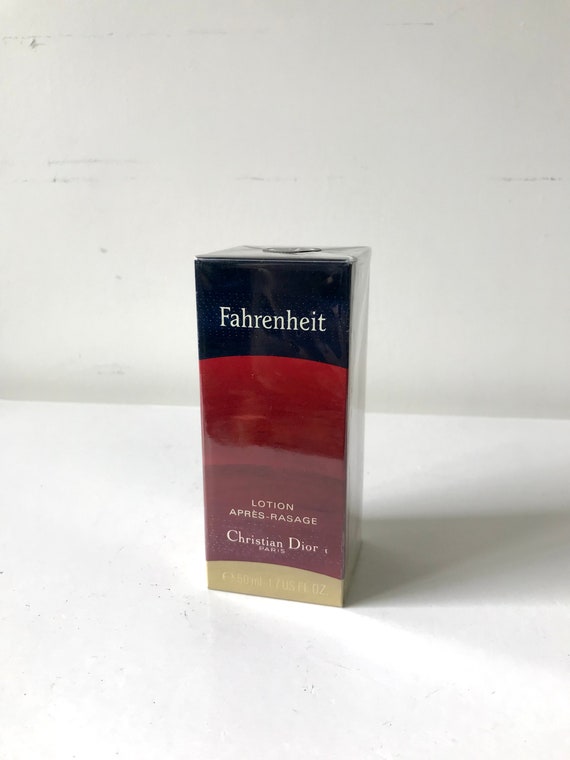 Fahrenheit
LOTION
APRÈS-RASAGE
Christian Dior
PARIS
50 ml 1.7 US FL.OZ